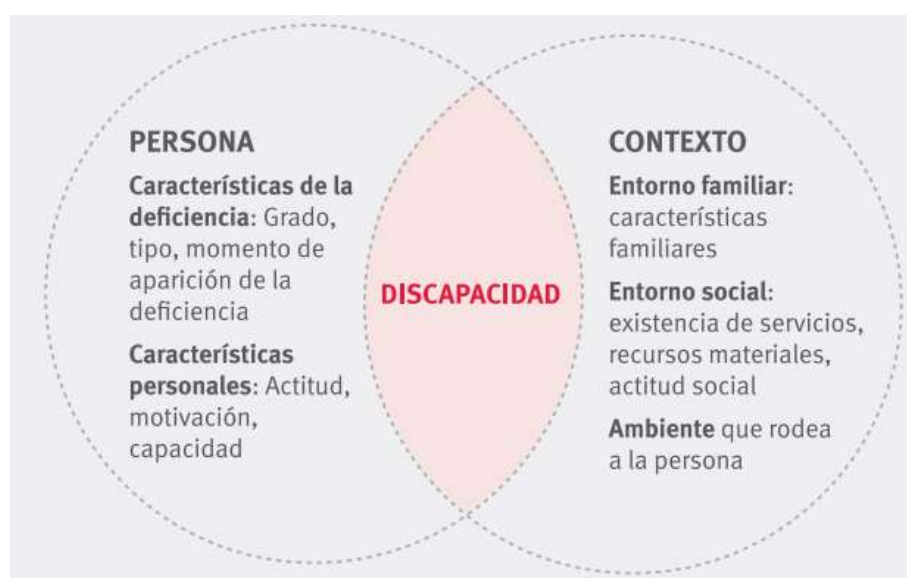 PERSONA
Características de la
deficiencia: Grado,
tipo, momento de
aparición de la
deficiencia
Características
personales: Actitud,
motivación,
capacidad
DISCAPACIDAD
CONTEXTO
Entorno familiar:
características
familiares
Entorno social:
existencia de servicios,
recursos materiales,
actitud social
Ambiente que rodea
a la persona